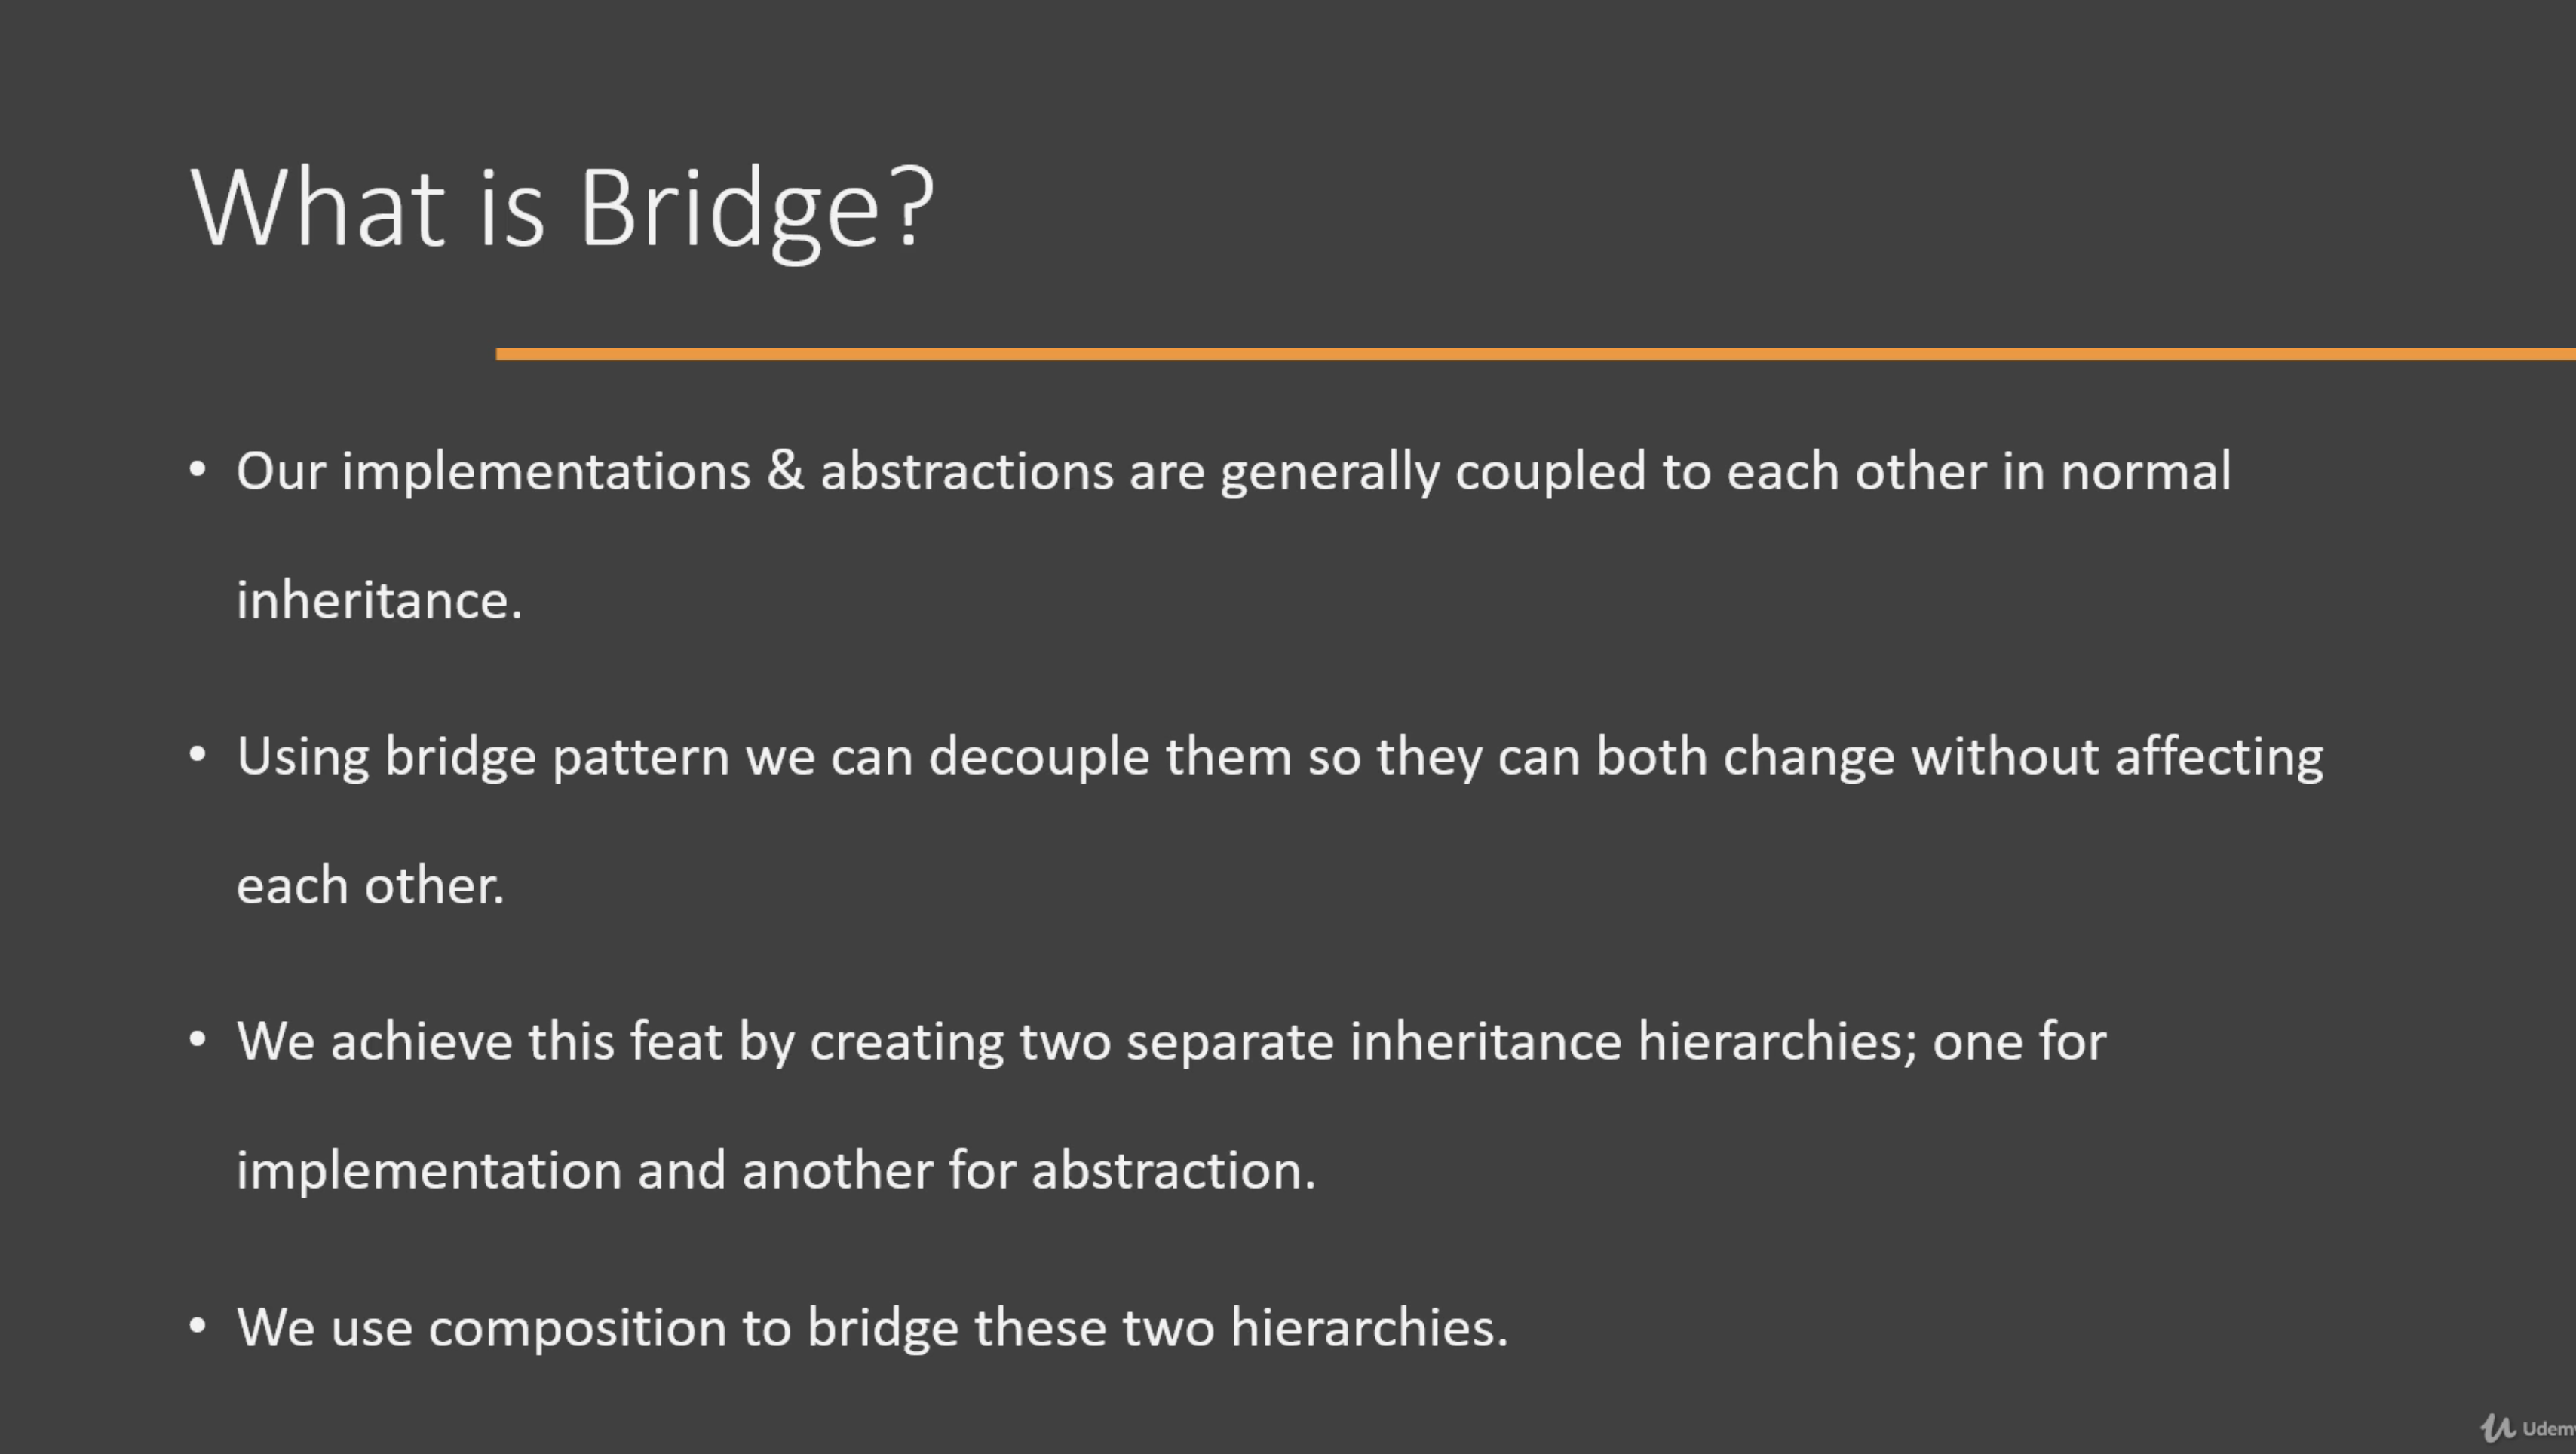 What is Bridge?
• Our implementations & abstractions are generally coupled to each other in normal
inheritance.
• Using bridge pattern we can decouple them so they can both change without affecting
each other.
• We achieve this feat by creating two separate inheritance hierarchies; one for
implementation and another for abstraction.
• We use composition to bridge these two hierarchies.
Udem